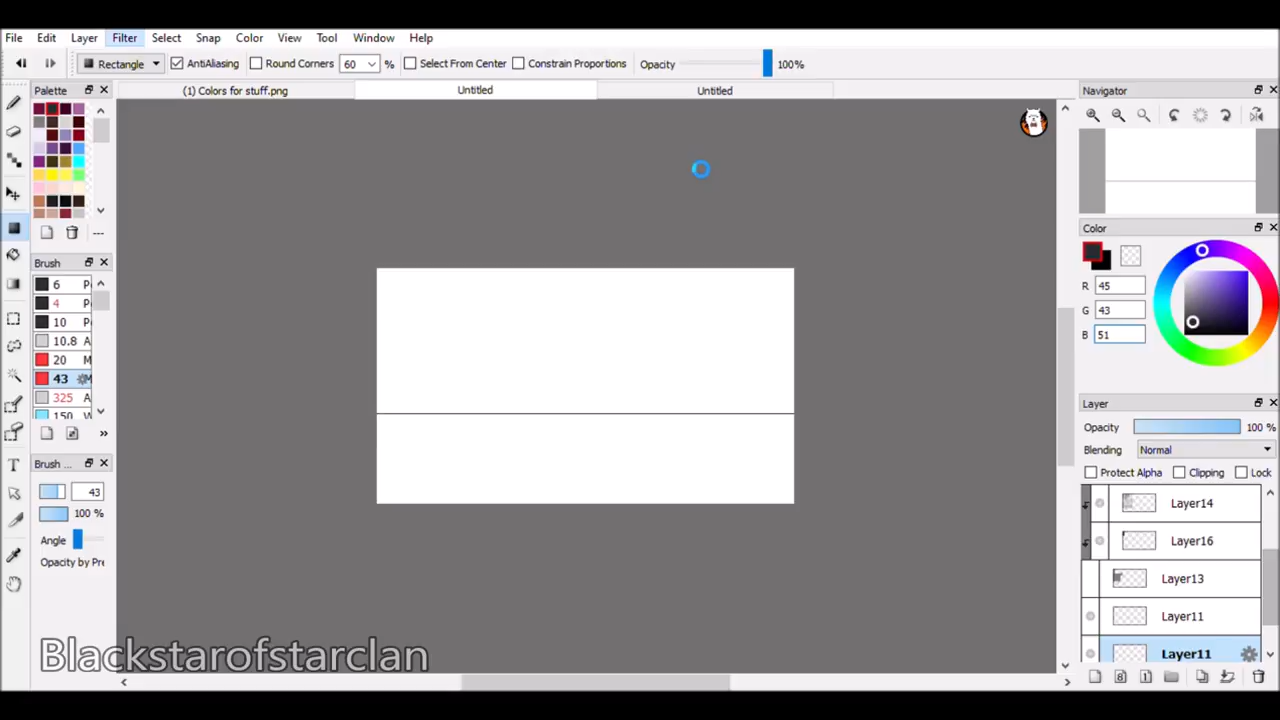 File Edit Layer Filter Select Snap Color View Tool Window Help
Rectangle AntiAliasing Round Corners 60 % Select From Center Constrain Proportions Opacity 100%
Palette (1) Colors for stuff.png Untitled Untitled Navigator
Color
R 45
G 43
B 51
Brush
6
4
10
10.8
20
43
325
150
Brush ...
43
100 %
Angle
Opacity by Pre
Layer
Opacity 100 %
Blending Normal
Protect Alpha Clipping Lock
Layer14
Layer16
Layer13
Layer11
Layer11
Blackstarofstarclan